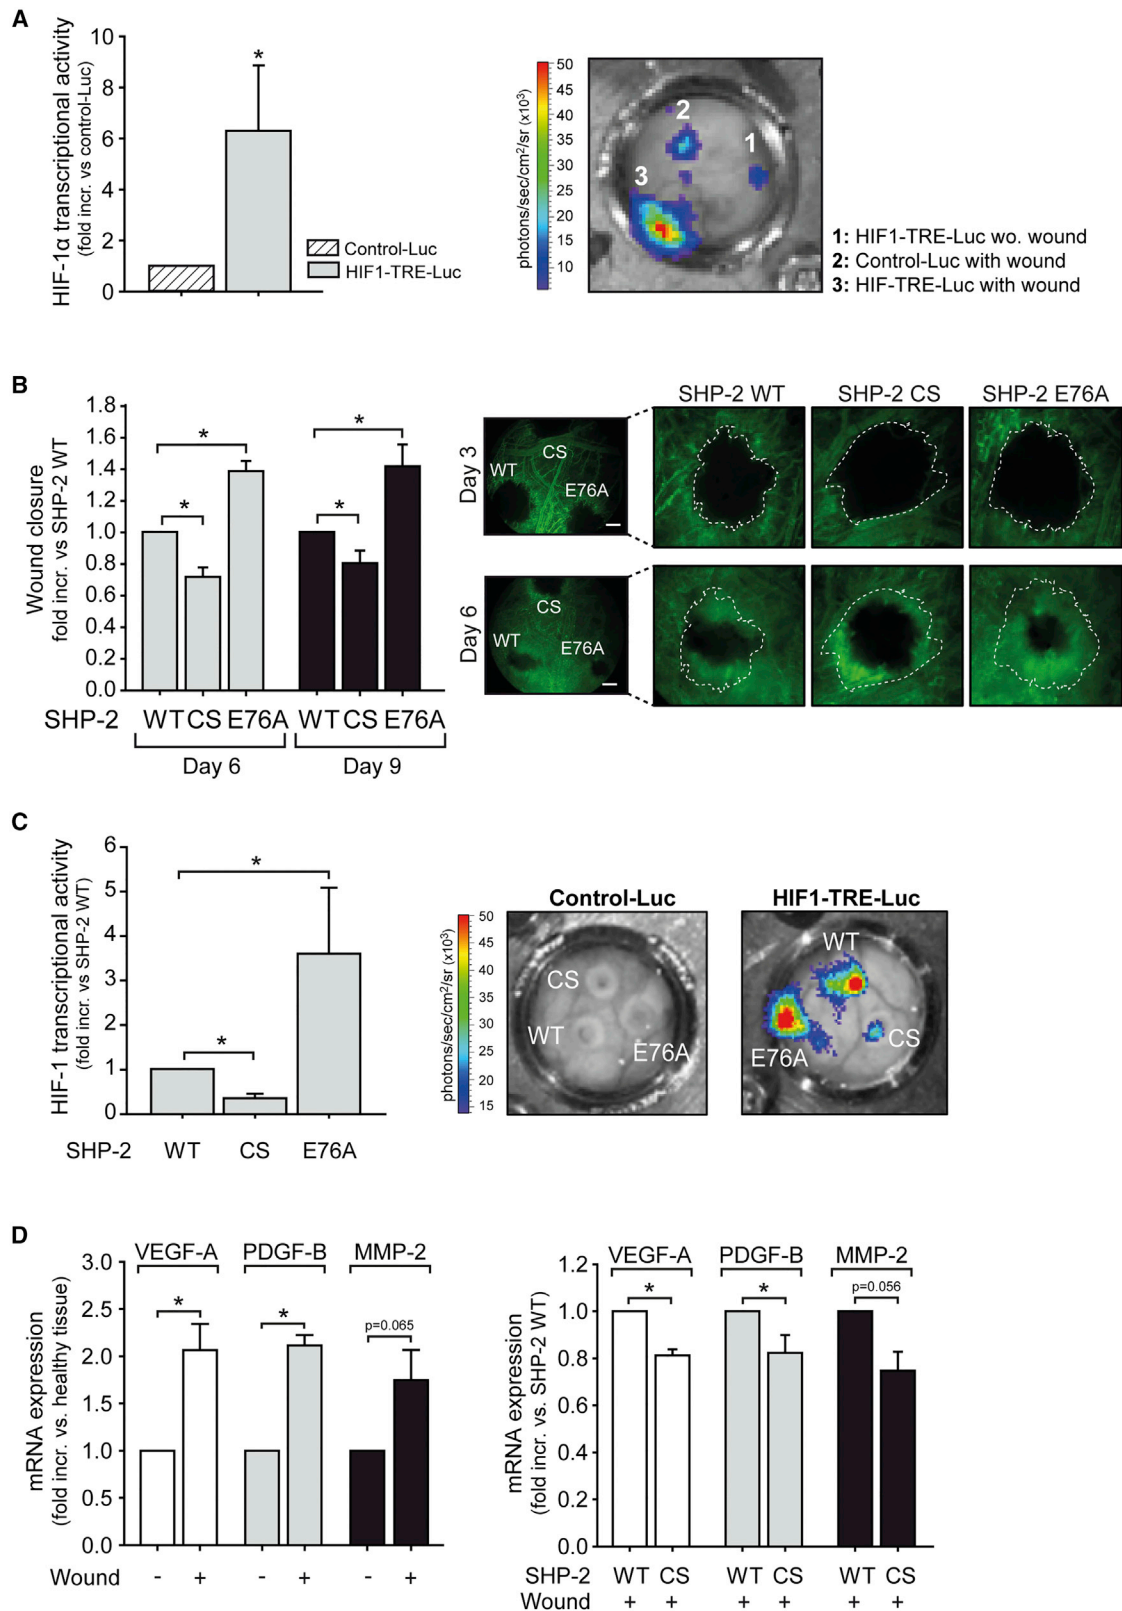 A
HIF-1α transcriptional activity
(fold incr. vs control-Luc)
10
8
6
4
2
0
*
Control-Luc
HIF1-TRE-Luc
photons/sec/cm²/sr (x10³)
50
45
40
35
30
25
20
15
10
2
1
3
1: HIF1-TRE-Luc wo. wound
2: Control-Luc with wound
3: HIF-TRE-Luc with wound
B
Wound closure
fold incr. vs SHP-2 WT
1.8
1.6
1.4
1.2
1.0
0.8
0.6
0.4
0.2
0.0
*
*
*
*
SHP-2 WT CS E76A WT CS E76A
Day 6 Day 9
SHP-2 WT SHP-2 CS SHP-2 E76A
Day 3
CS
WT
E76A
Day 6
CS
WT
E76A
C
HIF-1 transcriptional activity
(fold incr. vs SHP-2 WT)
6
5
4
3
2
1
0
*
*
SHP-2 WT CS E76A
photons/sec/cm²/sr (x10³)
50
45
40
35
30
25
20
15
Control-Luc
CS
WT
E76A
HIF1-TRE-Luc
WT
CS
E76A
D
mRNA expression
(fold incr. vs. healthy tissue)
3.0
2.5
2.0
1.5
1.0
0.5
0.0
VEGF-A PDGF-B MMP-2
* * p=0.065
Wound - + - + - +
mRNA expression
(fold incr. vs. SHP-2 WT)
1.2
1.0
0.8
0.6
0.4
0.2
0.0
VEGF-A PDGF-B MMP-2
* * p=0.056
SHP-2 WT CS WT CS WT CS
Wound + + + + + +